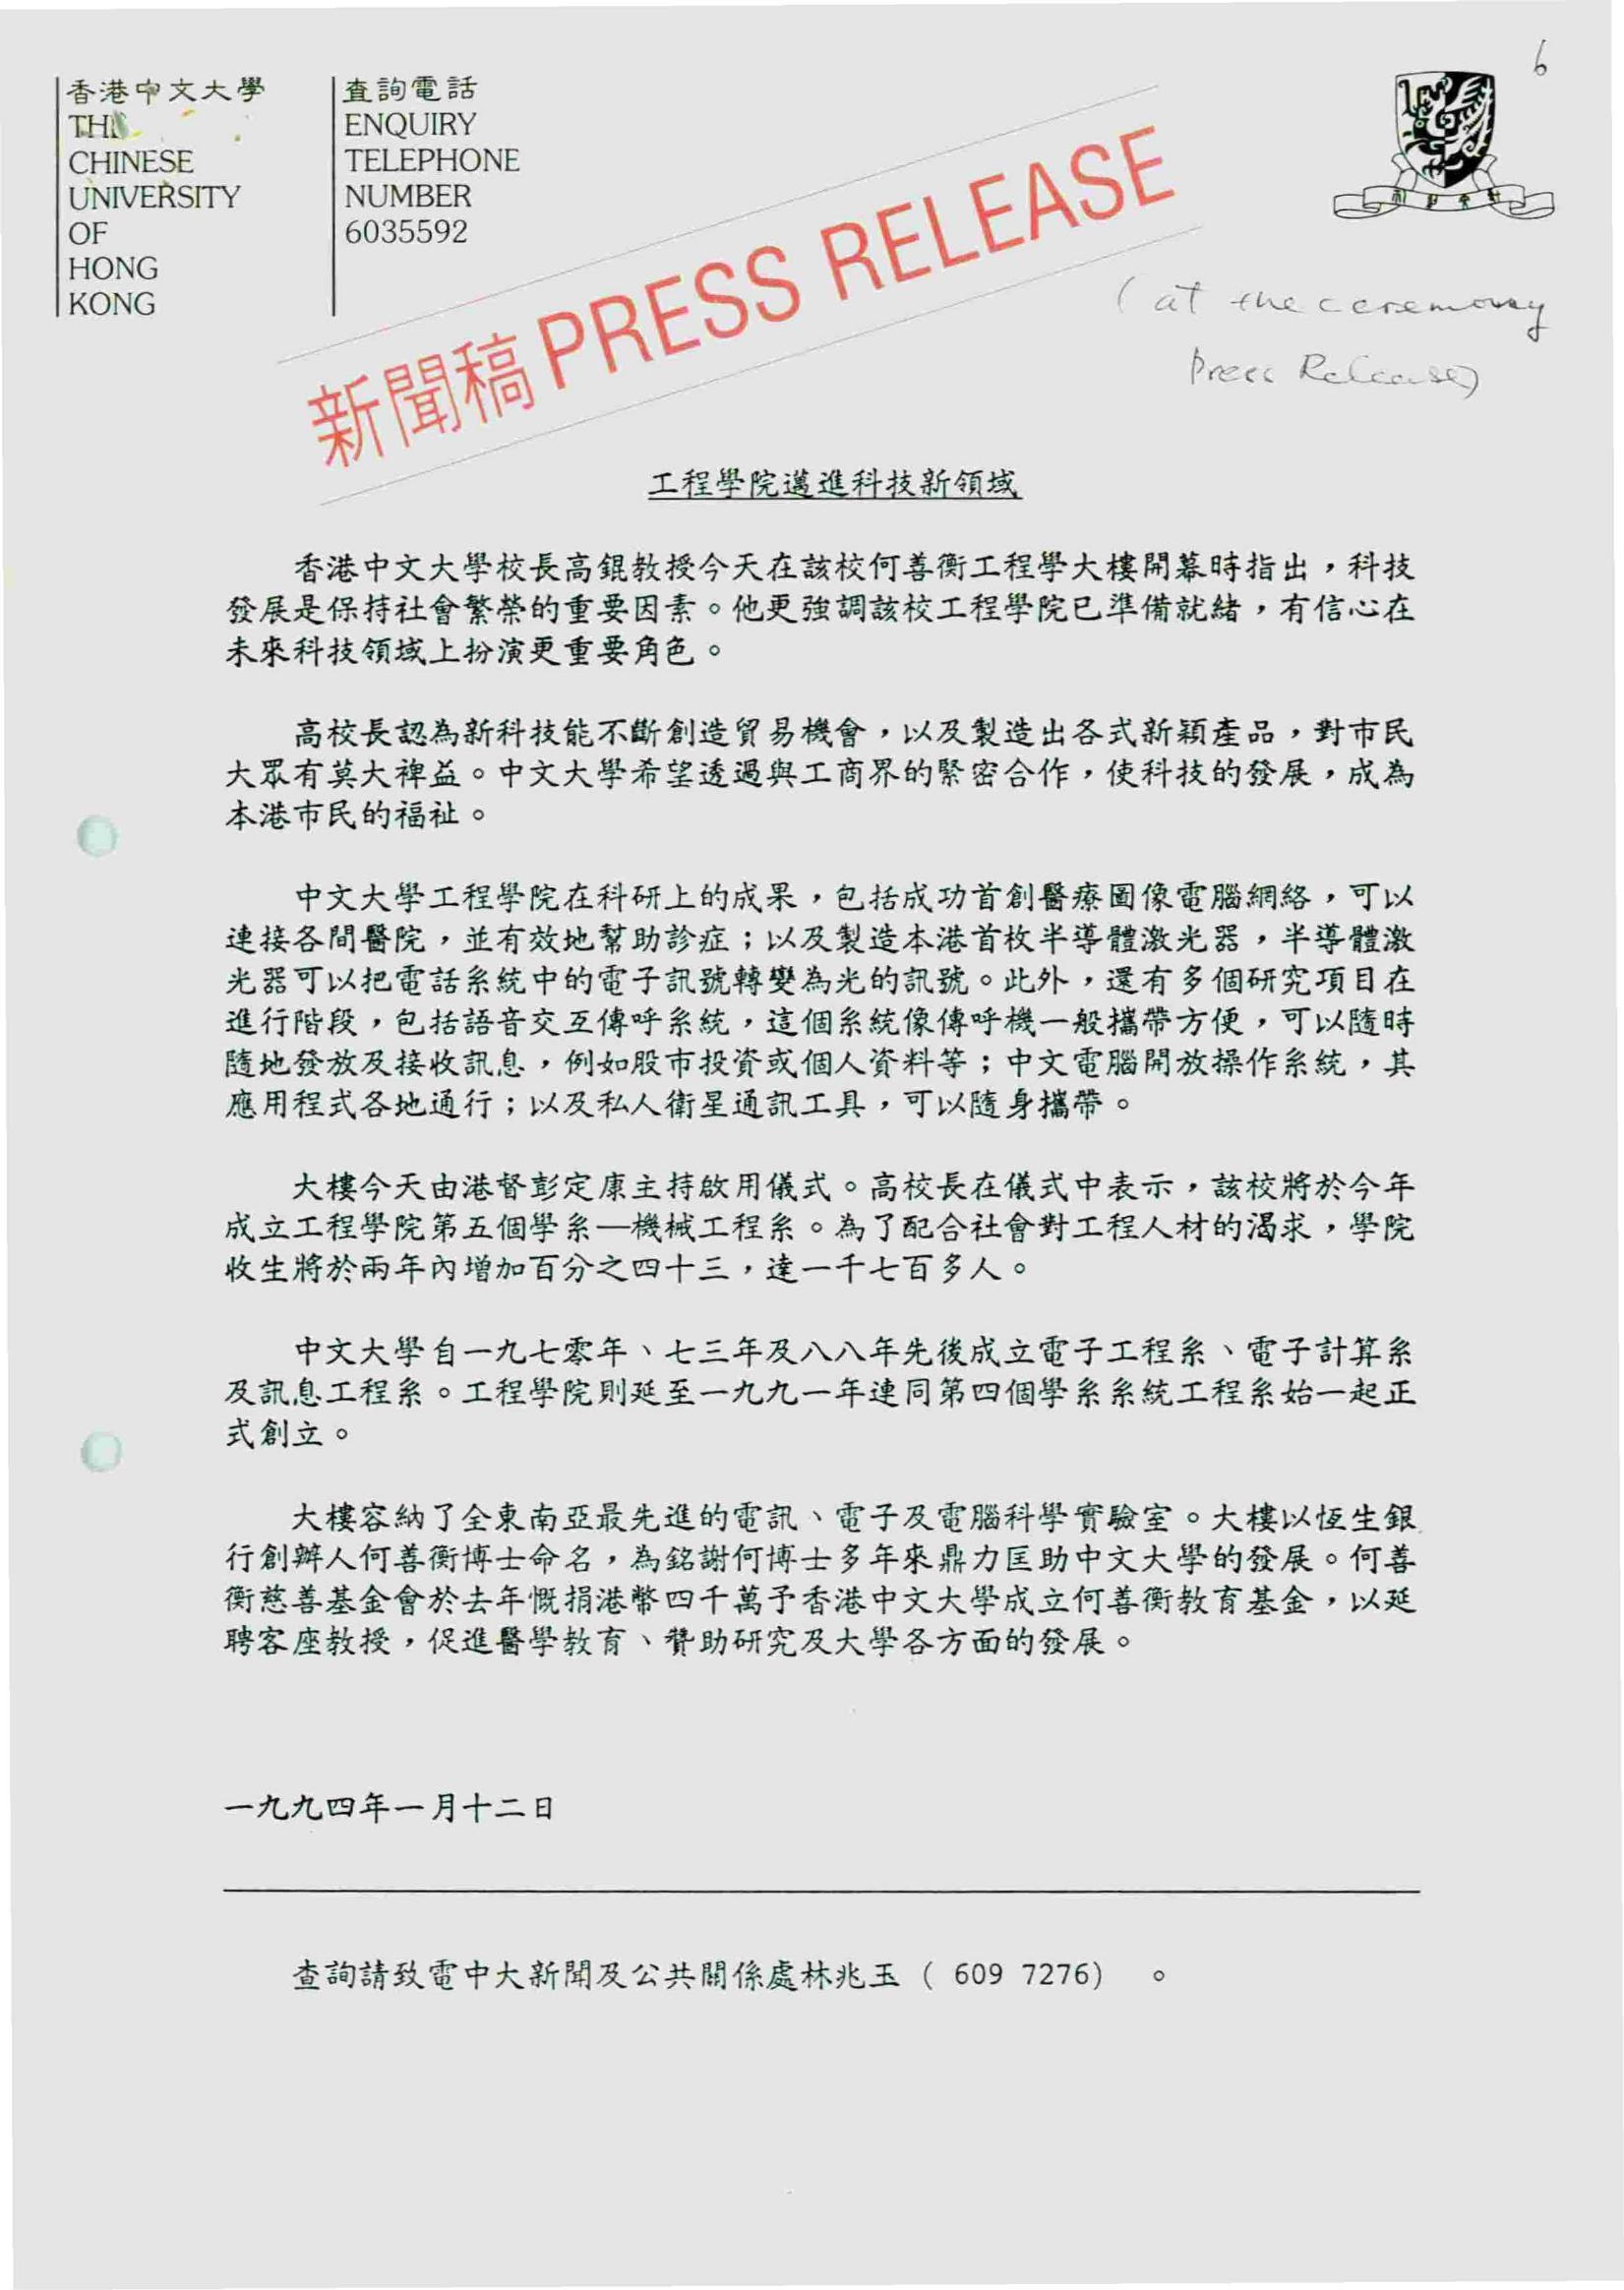 6
香港中文大學
THE
CHINESE
UNIVERSITY
OF
HONG
KONG
查詢電話
ENQUIRY
TELEPHONE
NUMBER
6035592
新聞稿 PRESS RELEASE
( at the ceremony
Press Release)
工程學院邁進科技新領域
香港中文大學校長高錕教授今天在該校何善衡工程學大樓開幕時指出，科技
發展是保持社會繁榮的重要因素。他更強調該校工程學院已準備就緒，有信心在
未來科技領域上扮演更重要角色。
高校長認為新科技能不斷創造貿易機會，以及製造出各式新穎產品，對市民
大眾有莫大裨益。中文大學希望透過與工商界的緊密合作，使科技的發展，成為
本港市民的福祉。
中文大學工程學院在科研上的成果，包括成功首創醫療圖像電腦網絡，可以
連接各間醫院，並有效地幫助診症；以及製造本港首枚半導體激光器，半導體激
光器可以把電話系統中的電子訊號轉變為光的訊號。此外，還有多個研究項目在
進行階段，包括語音交互傳呼系統，這個系統像傳呼機一般攜帶方便，可以隨時
隨地發放及接收訊息，例如股市投資或個人資料等；中文電腦開放操作系統，其
應用程式各地通行；以及私人衛星通訊工具，可以隨身攜帶。
大樓今天由港督彭定康主持啟用儀式。高校長在儀式中表示，該校將於今年
成立工程學院第五個學系—機械工程系。為了配合社會對工程人材的渴求，學院
收生將於兩年內增加百分之四十三，達一千七百多人。
中文大學自一九七零年、七三年及八八年先後成立電子工程系、電子計算系
及訊息工程系。工程學院則延至一九九一年連同第四個學系系統工程系始一起正
式創立。
大樓容納了全東南亞最先進的電訊、電子及電腦科學實驗室。大樓以恆生銀
行創辦人何善衡博士命名，為銘謝何博士多年來鼎力匡助中文大學的發展。何善
衡慈善基金會於去年慨捐港幣四千萬予香港中文大學成立何善衡教育基金，以延
聘客座教授，促進醫學教育、贊助研究及大學各方面的發展。
一九九四年一月十二日
查詢請致電中大新聞及公共關係處林兆玉 ( 609 7276) 。